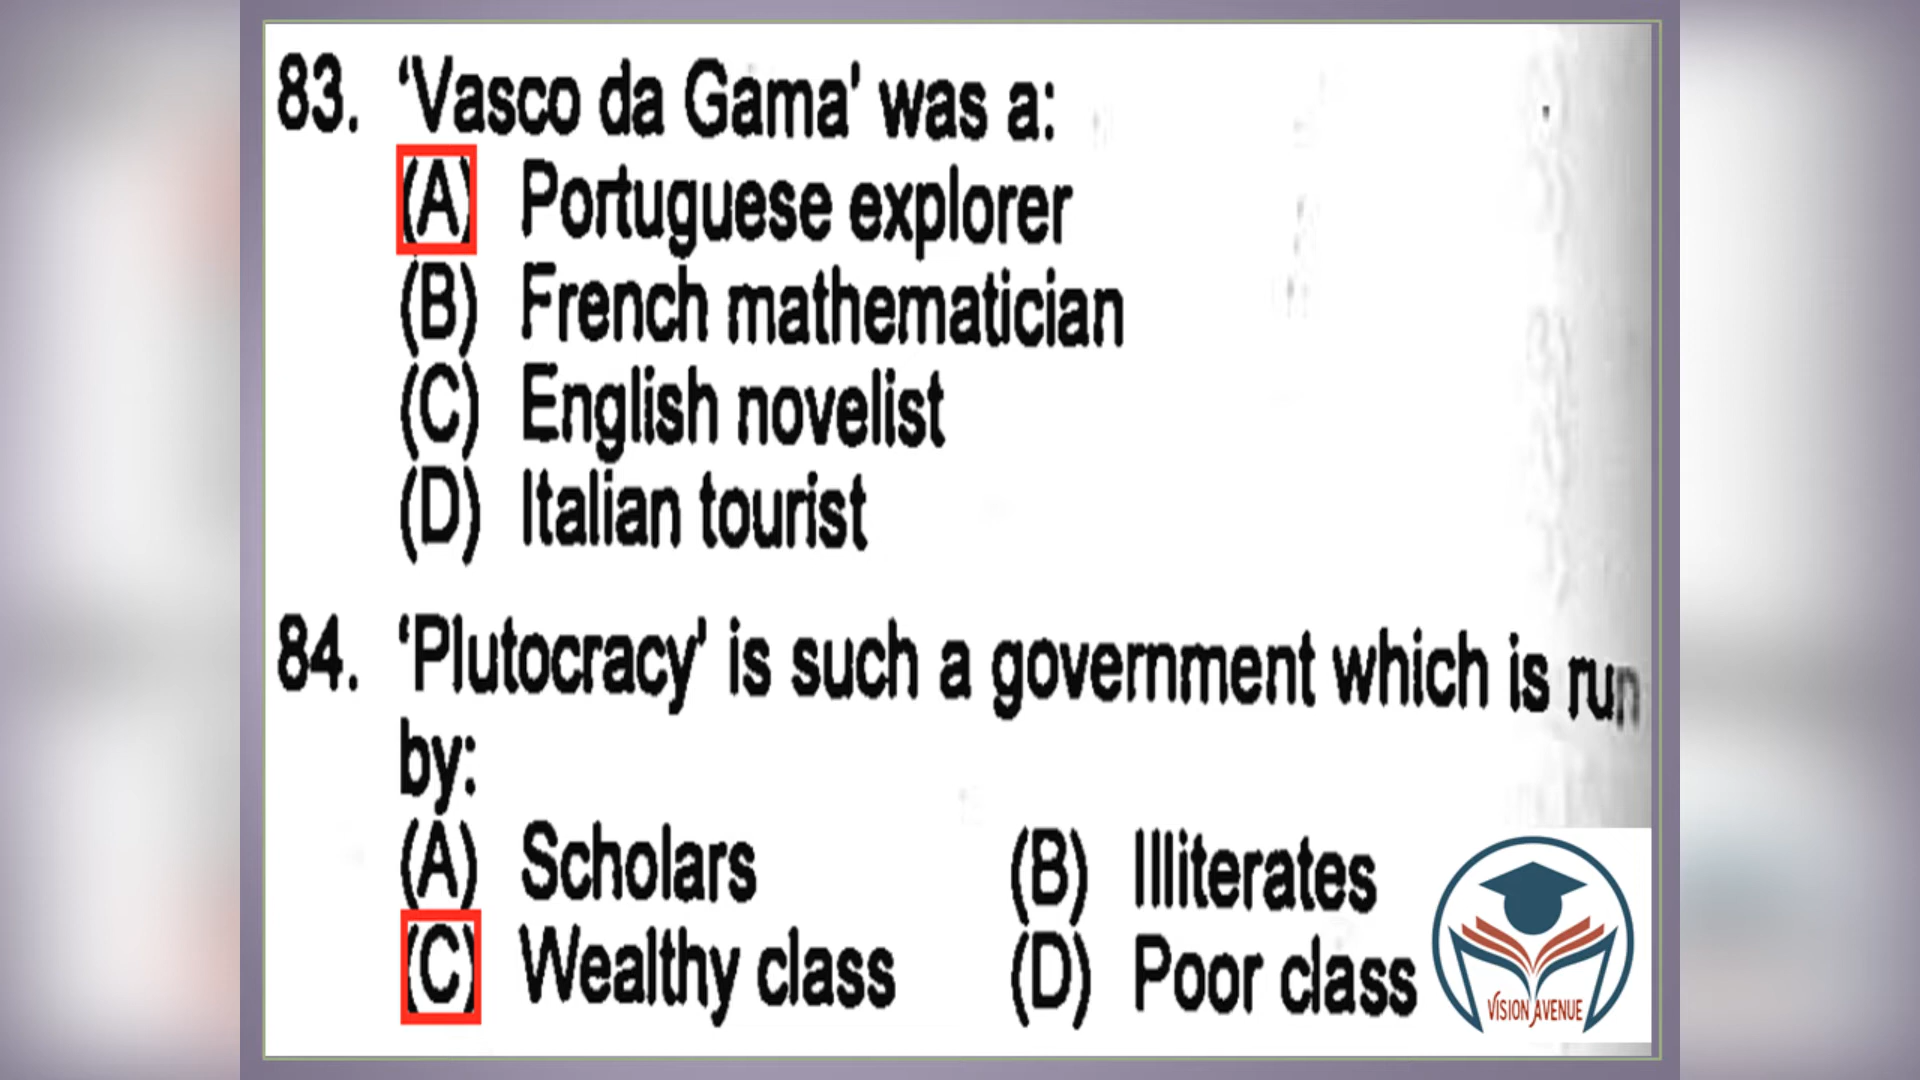 83. ‘Vasco da Gama’ was a:
(A) Portuguese explorer
(B) French mathematician
(C) English novelist
(D) Italian tourist
84. ‘Plutocracy’ is such a government which is run
by:
(A) Scholars (B) Illiterates
(C) Wealthy class (D) Poor class
VISION AVENUE